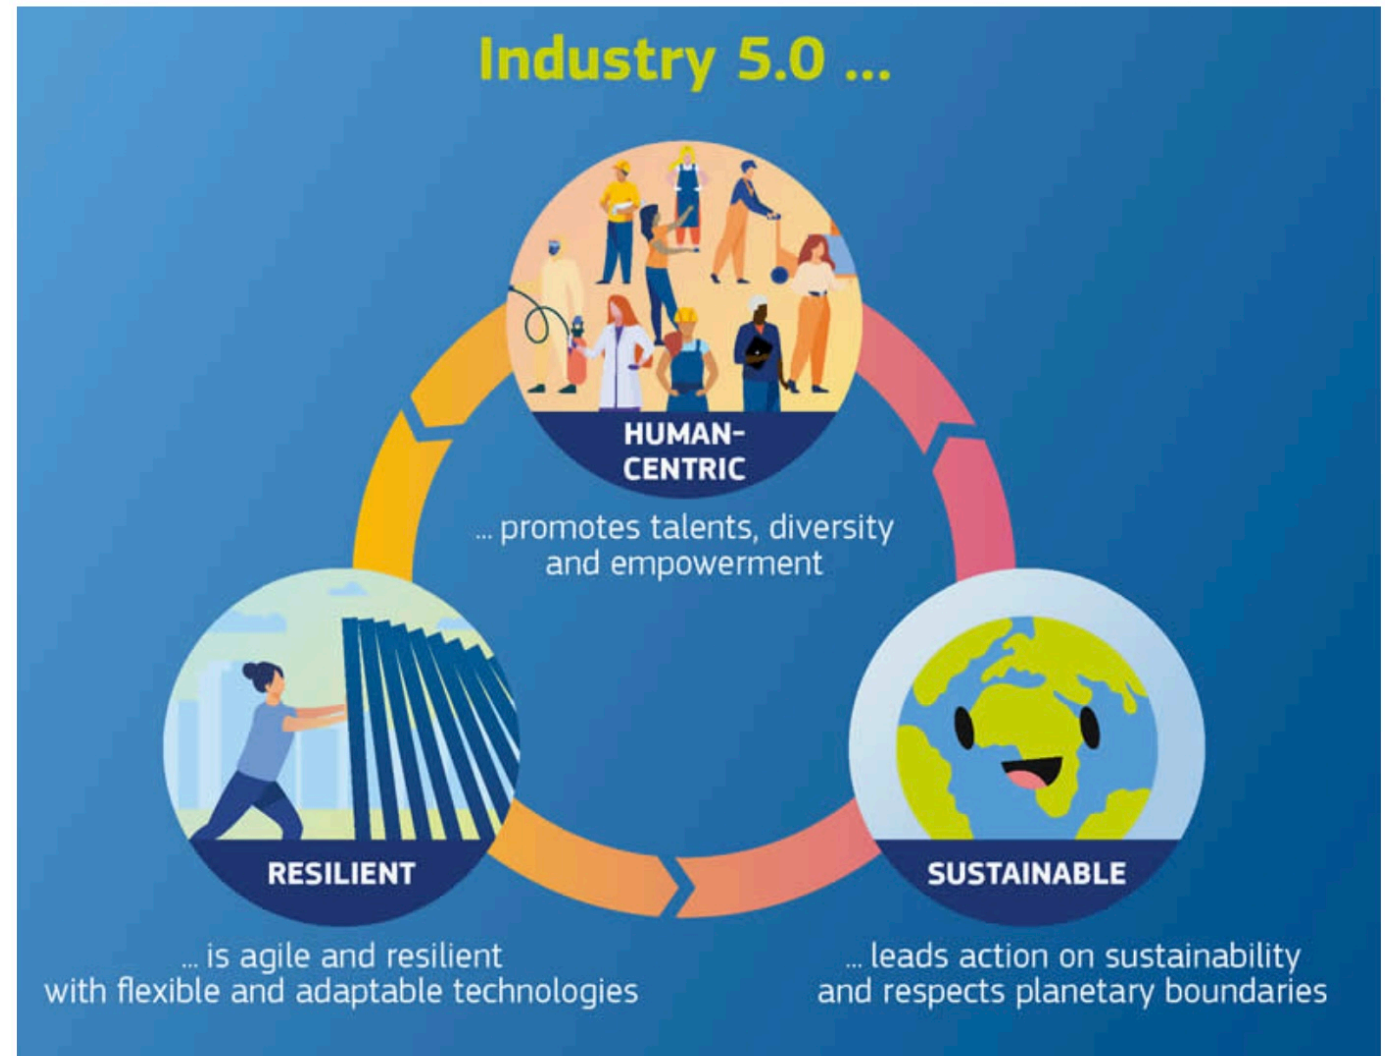 Industry 5.0 ...
HUMAN-
CENTRIC
... promotes talents, diversity
and empowerment
RESILIENT
... is agile and resilient
with flexible and adaptable technologies
SUSTAINABLE
... leads action on sustainability
and respects planetary boundaries